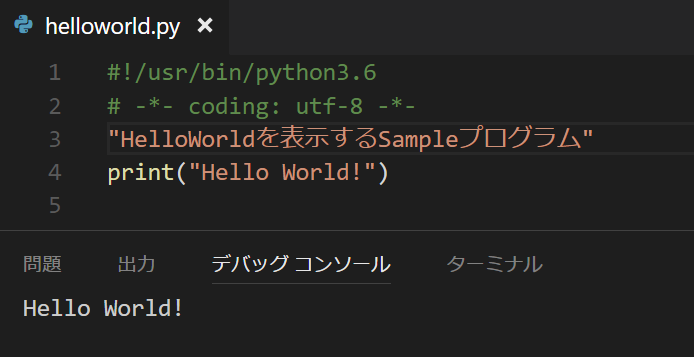 helloworld.py ×
1 #!/usr/bin/python3.6
2 # -*- coding: utf-8 -*-
3 "HelloWorldを表示するSampleプログラム"
4 print("Hello World!")
5
問題 出力 デバッグ コンソール ターミナル
Hello World!